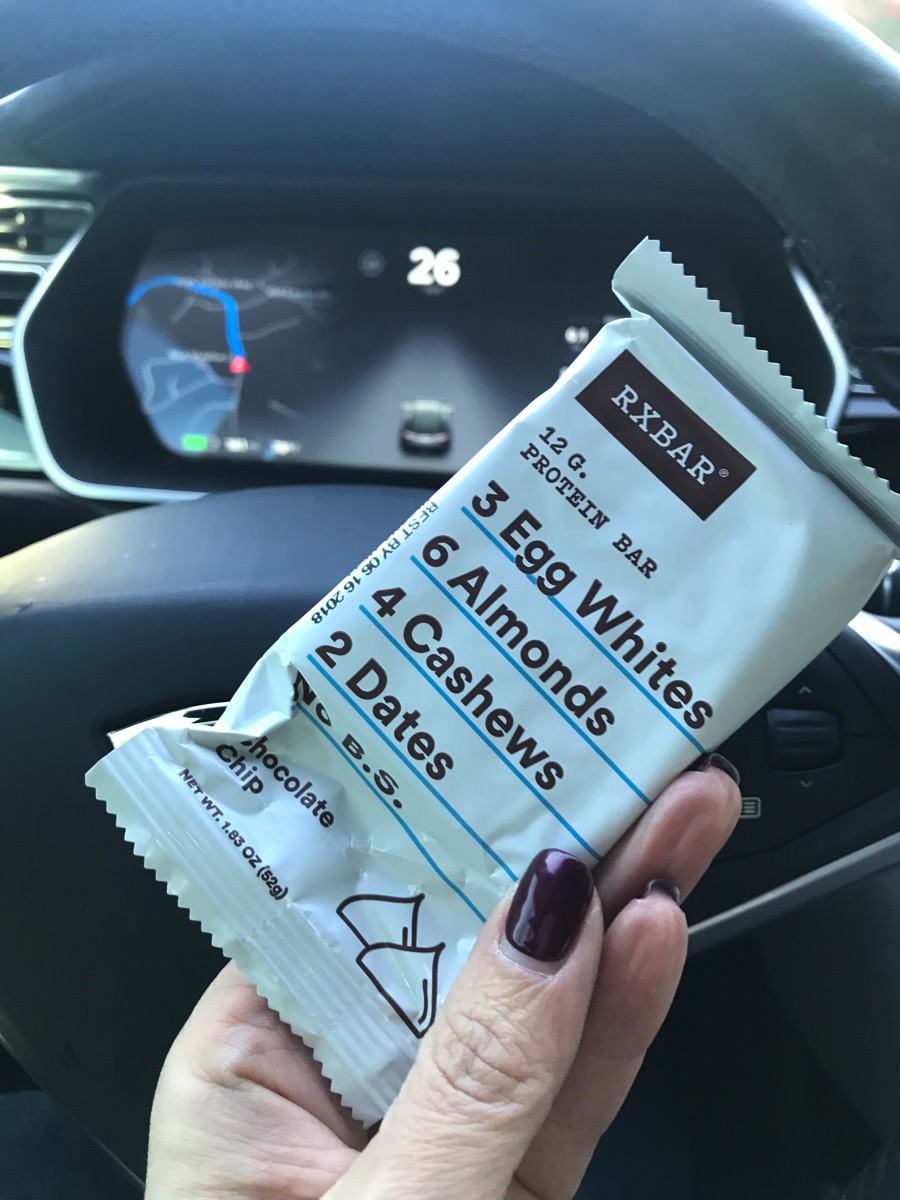 26
RXBAR®
12 G.
PROTEIN BAR
3 Egg Whites
6 Almonds
4 Cashews
2 Dates
No B.S.
BEST BY 06 16 2018
Chocolate
Chip
NET WT. 1.83 OZ (52g)